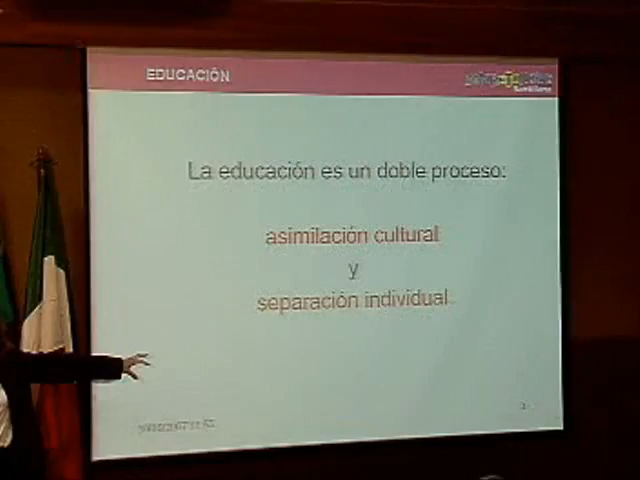 EDUCACIÓN
La educación es un doble proceso:
asimilación cultural
y
separación individual